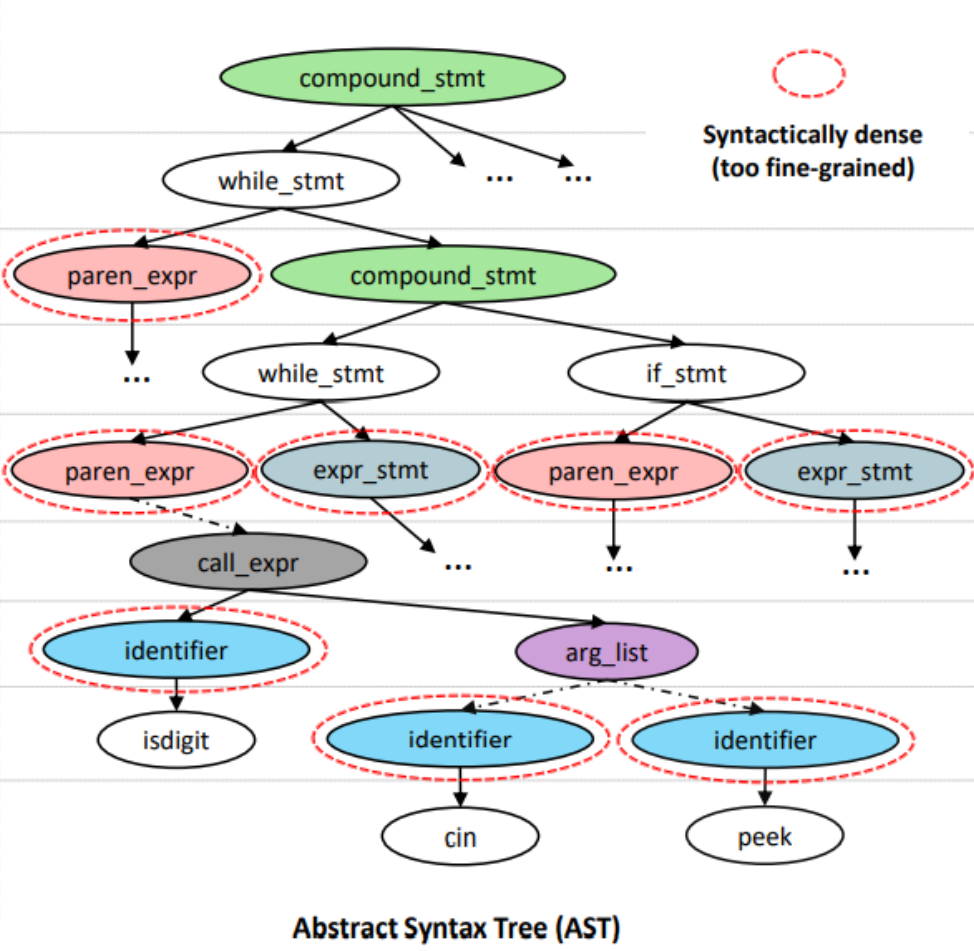 compound_stmt
Syntactically dense
(too fine-grained)
while_stmt
...
...
paren_expr
compound_stmt
...
while_stmt
if_stmt
paren_expr
expr_stmt
paren_expr
expr_stmt
call_expr
...
...
...
identifier
arg_list
isdigit
identifier
identifier
cin
peek
Abstract Syntax Tree (AST)